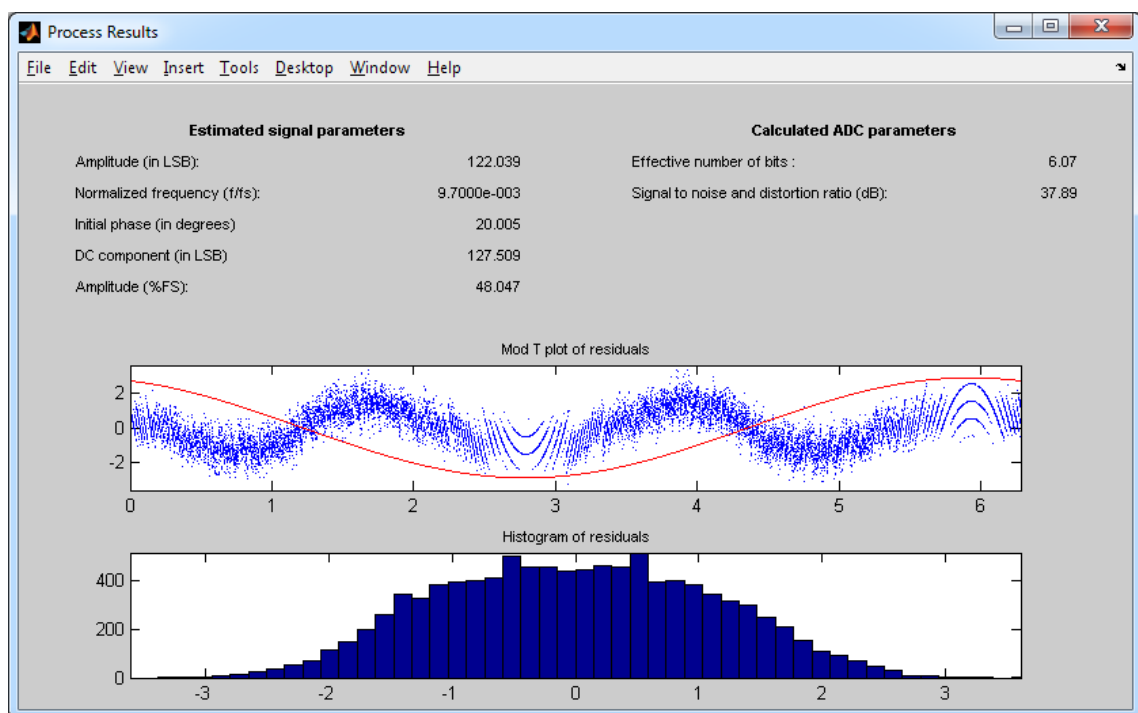 Process Results
File Edit View Insert Tools Desktop Window Help
Estimated signal parameters
Amplitude (in LSB): 122.039
Normalized frequency (f/fs): 9.7000e-003
Initial phase (in degrees) 20.005
DC component (in LSB) 127.509
Amplitude (%FS): 48.047
Calculated ADC parameters
Effective number of bits : 6.07
Signal to noise and distortion ratio (dB): 37.89
Mod T plot of residuals
2
0
-2
0 1 2 3 4 5 6
Histogram of residuals
400
200
0
-3 -2 -1 0 1 2 3